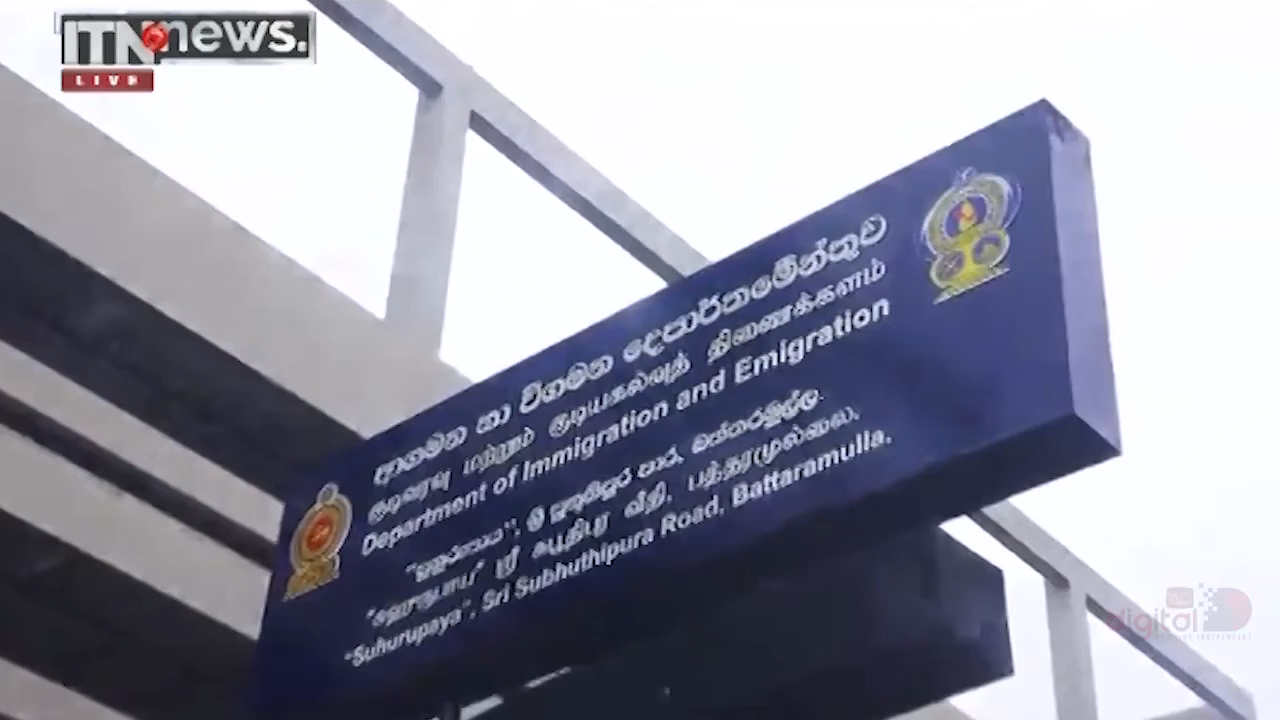 ITN news.
LIVE
ආගමන හා විගමන දෙපාර්තමේන්තුව
குடிவரவு மற்றும் குடியகல்வுத் திணைக்களம்
Department of Immigration and Emigration
"සුහුරුපාය", ශ්‍රී සුභූතිපුර පාර, බත්තරමුල්ල.
"ஸுஹுருபாய" ஸ்ரீ சுபூதிபுர வீதி, பத்தரமுல்லை.
"Suhurupaya", Sri Subhuthipura Road, Battaramulla.
digital